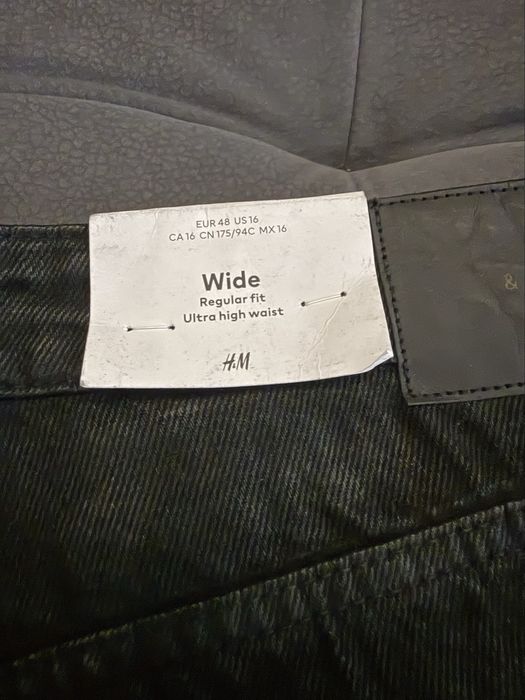 EUR 48 US 16
CA 16 CN 175/94C MX 16
Wide
Regular fit
Ultra high waist
H&M
&